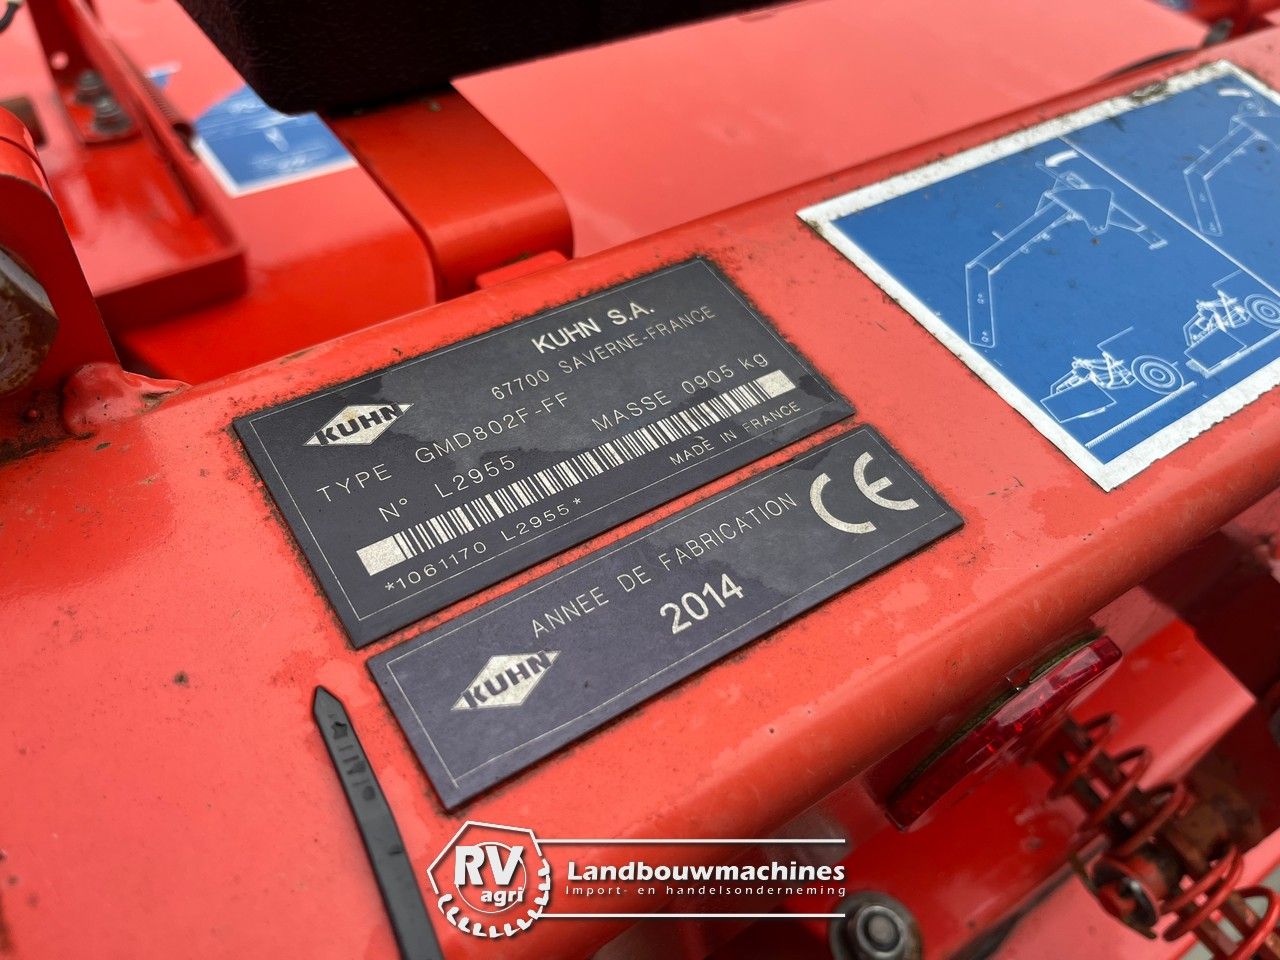 KUHN S.A.
67700 SAVERNE-FRANCE
KUHN
TYPE GMD802F-FF MASSE 0905 kg
N° L2955
*1061170 L2955*
MADE IN FRANCE
ANNEE DE FABRICATION
CE
2014
KUHN
RV
agri
Landbouwmachines
Import- en handelsonderneming